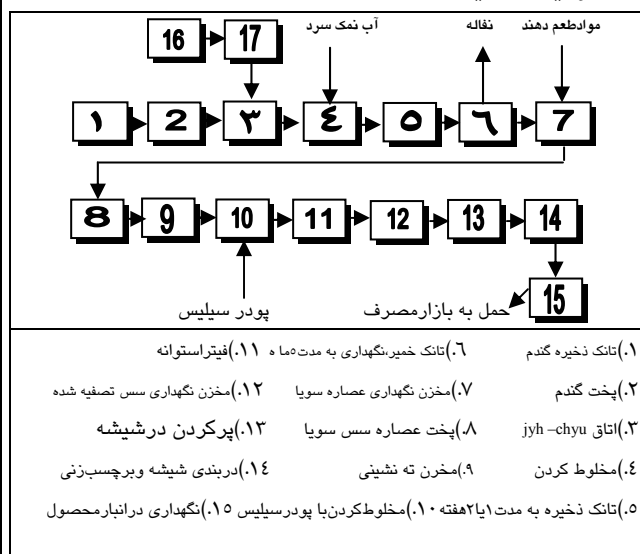 موادطعم دهند نفاله آب نمک سرد
16 17
۱ 2 ۳ ٤ ٥ ٦ 7
8 9 10 11 12 13 14
15
حمل به بازارمصرف پودر سیلیس
۱.)تانک ذخیره گندم ٦.)تانک خمیر،نگهداری به مدت٥ما ه ۱۱.)فیتراستوانه
۲.)پخت گندم ۷.)مخزن نگهداری عصاره سویا ۱۲.)مخزن نگهداری سس تصفیه شده
۳.)اتاق jyh –chyu ۸.)پخت عصاره سس سویا ۱۳.)پرکردن درشیشه
٤.)مخلوط کردن ۹.)مخرن ته نشینی ۱٤.)دربندی شیشه وبرچسب‌زنی
٥.)تانک ذخیره به مدت۱یا۲هفته ۱۰.)مخلوط‌کردن‌با پودرسیلیس ۱٥.)نگهداری درانبارمحصول